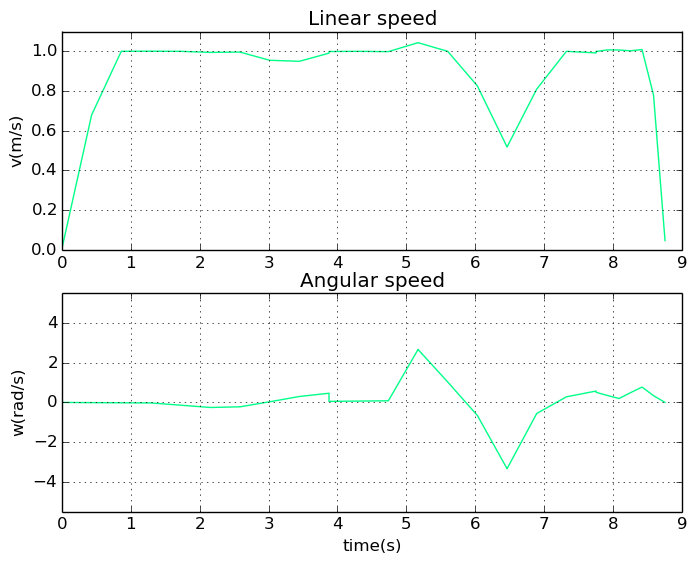 Linear speed
v(m/s)
1.0
0.8
0.6
0.4
0.2
0.0
0 1 2 3 4 5 6 7 8 9
Angular speed
w(rad/s)
4
2
0
−2
−4
0 1 2 3 4 5 6 7 8 9
time(s)